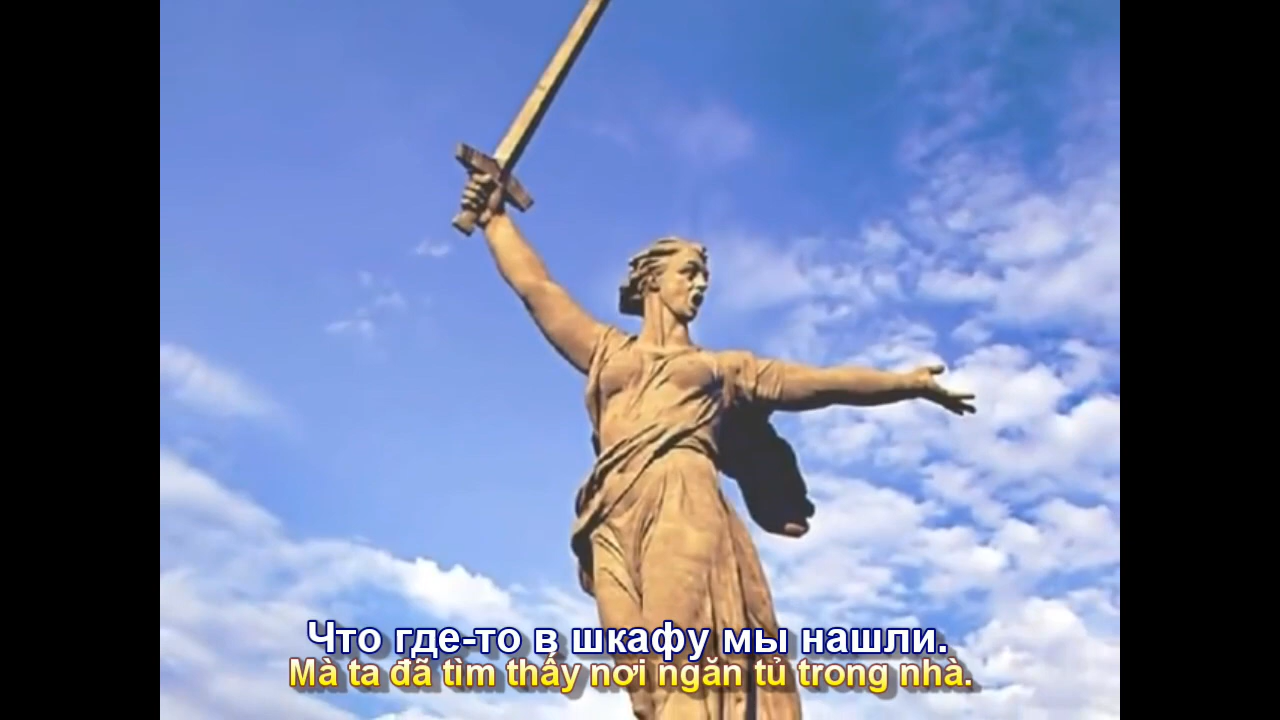 Что где-то в шкафу мы нашли.
Mà ta đã tìm thấy nơi ngăn tủ trong nhà.